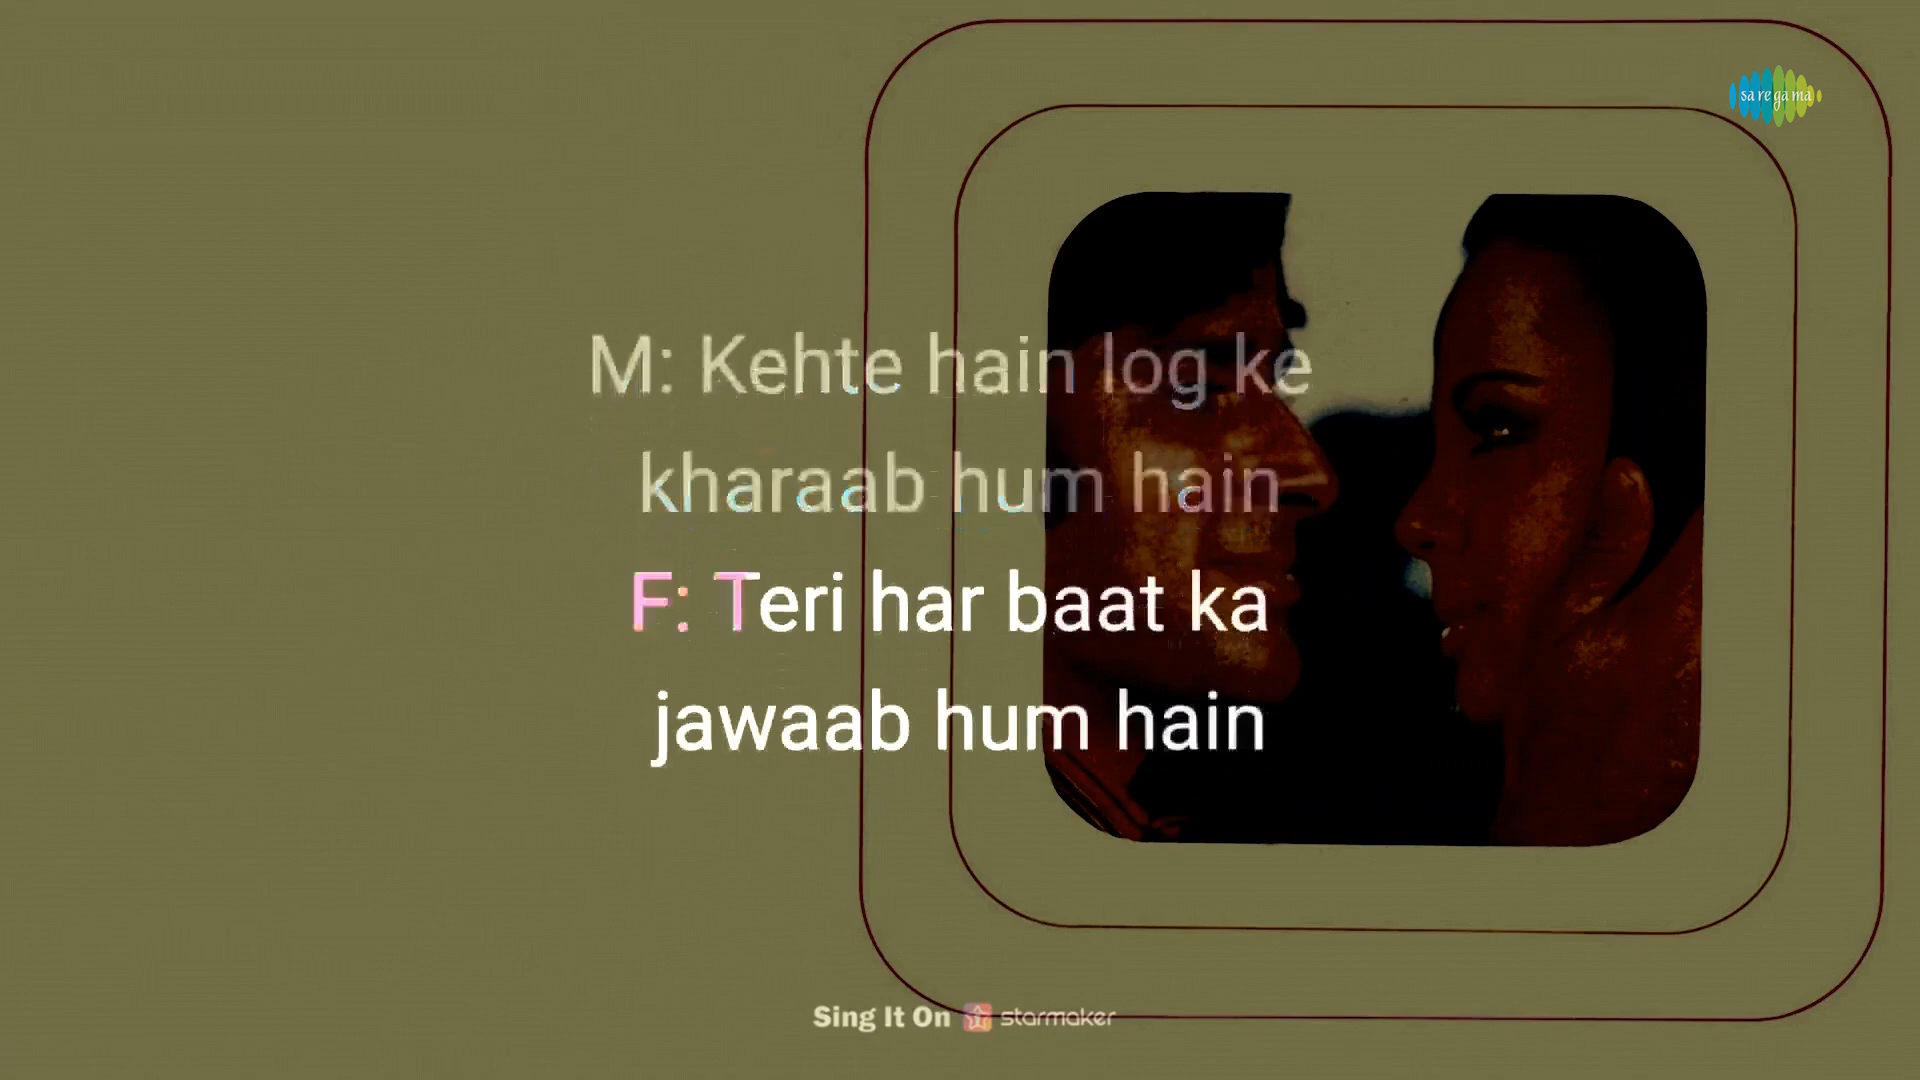 sa re ga ma
M: Kehte hain log ke
kharaab hum hain
F: Teri har baat ka
jawaab hum hain
Sing It On starmaker